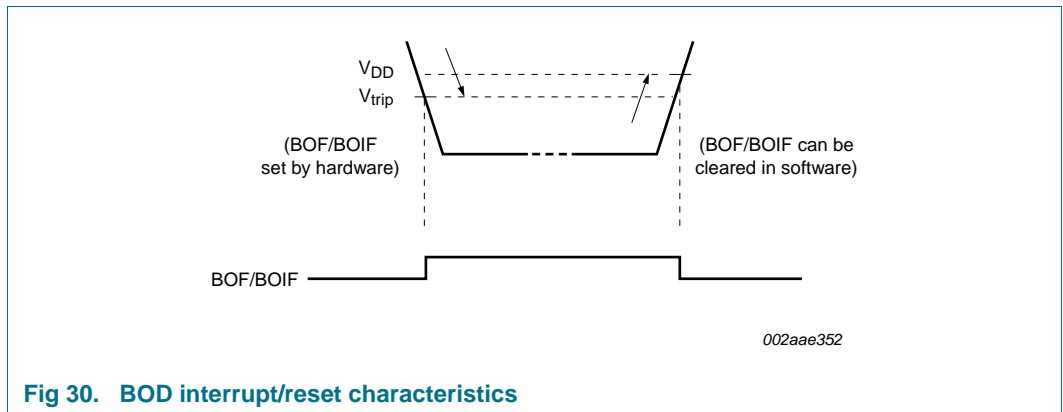 VDD
Vtrip
(BOF/BOIF
set by hardware)
(BOF/BOIF can be
cleared in software)
BOF/BOIF
002aae352
Fig 30. BOD interrupt/reset characteristics